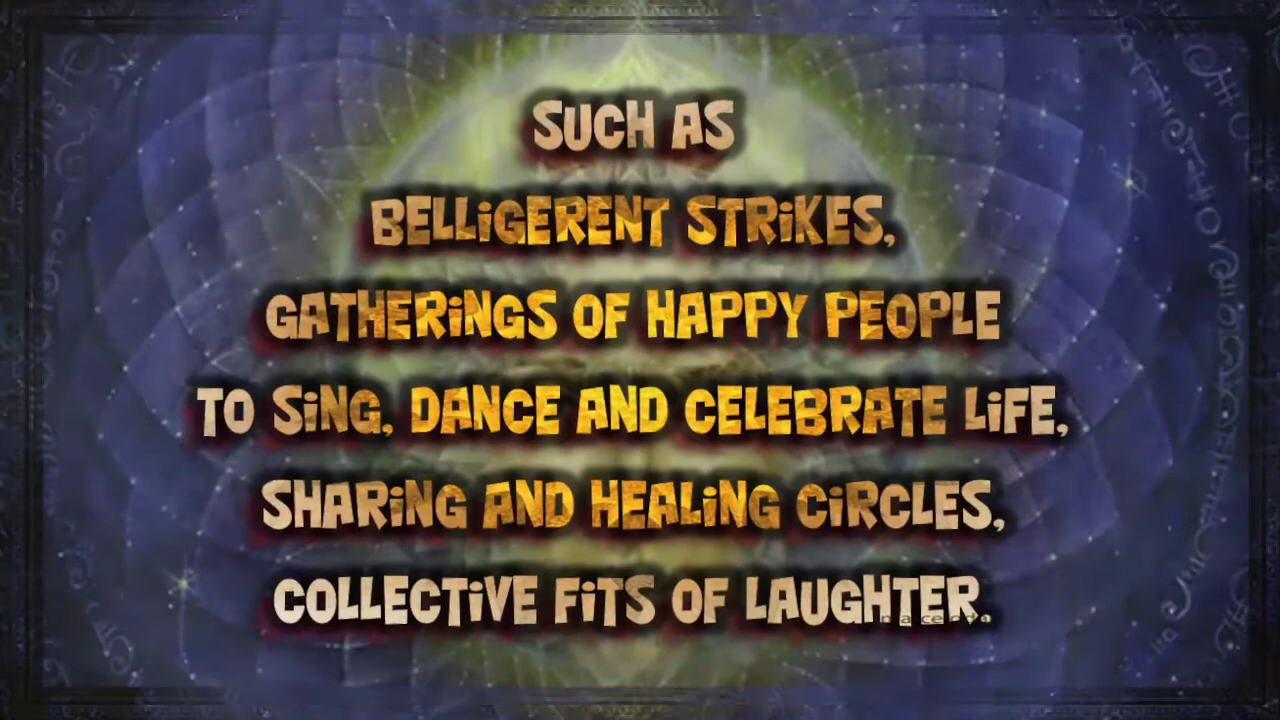 SUCH AS
BELLiGERENT STRiKES,
GATHERiNGS OF HAPPY PEOPLE
TO SiNG, DANCE AND CELEBRATE LiFE,
SHARiNG AND HEALiNG CiRCLES,
COLLECTiVE FiTS OF LAUGHTER.